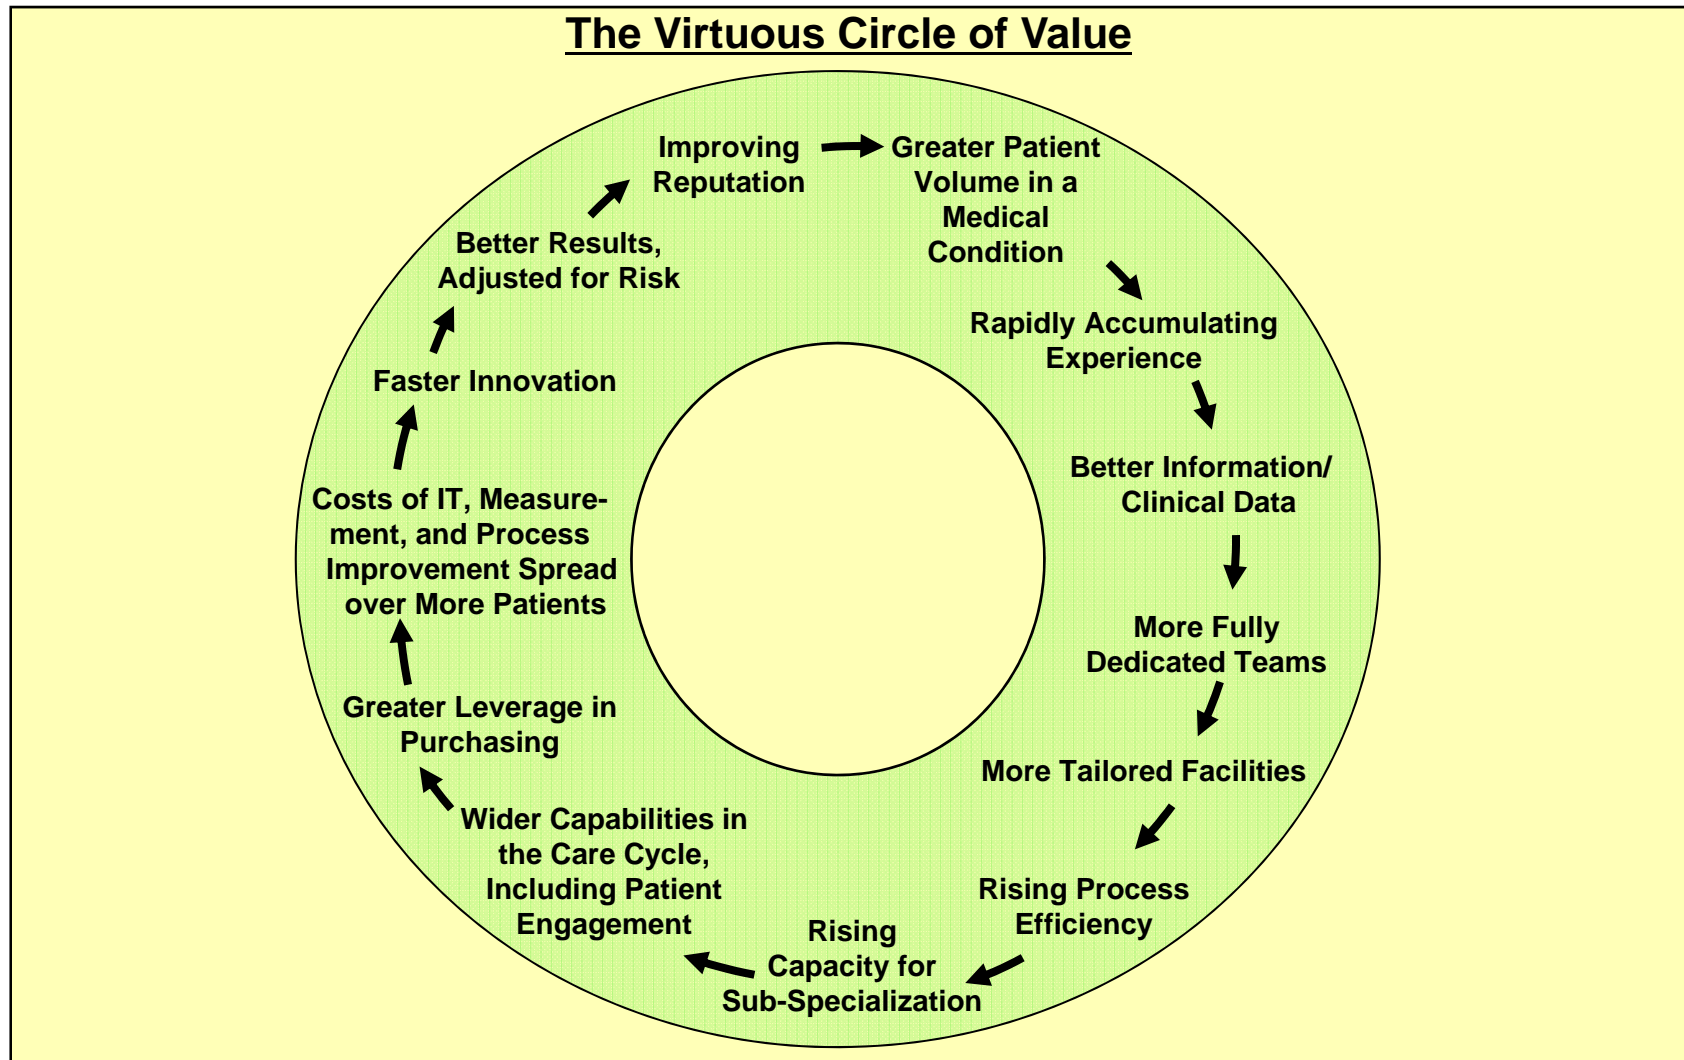 The Virtuous Circle of Value
Improving
Reputation
Greater Patient
Volume in a
Medical
Condition
Rapidly Accumulating
Experience
Better Information/
Clinical Data
More Fully
Dedicated Teams
More Tailored Facilities
Rising Process
Efficiency
Rising
Capacity for
Sub-Specialization
Wider Capabilities in
the Care Cycle,
Including Patient
Engagement
Greater Leverage in
Purchasing
Costs of IT, Measure-
ment, and Process
Improvement Spread
over More Patients
Faster Innovation
Better Results,
Adjusted for Risk